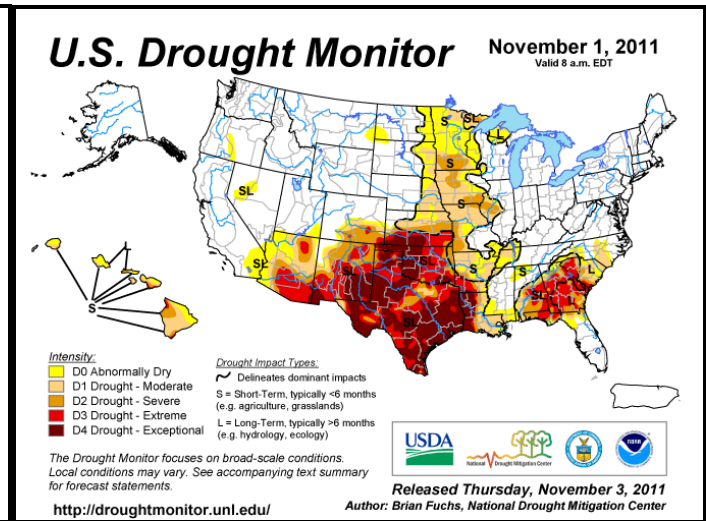 U.S. Drought Monitor
November 1, 2011
Valid 8 a.m. EDT
S
SL
L
S
S
SL
SL
SL
SL
SL
S
S
SL
L
L
S
Intensity:
D0 Abnormally Dry
D1 Drought - Moderate
D2 Drought - Severe
D3 Drought - Extreme
D4 Drought - Exceptional
Drought Impact Types:
Delineates dominant impacts
S = Short-Term, typically <6 months
(e.g. agriculture, grasslands)
L = Long-Term, typically >6 months
(e.g. hydrology, ecology)
The Drought Monitor focuses on broad-scale conditions.
Local conditions may vary. See accompanying text summary
for forecast statements.
http://droughtmonitor.unl.edu/
USDA
National Drought Mitigation Center
NOAA
Released Thursday, November 3, 2011
Author: Brian Fuchs, National Drought Mitigation Center